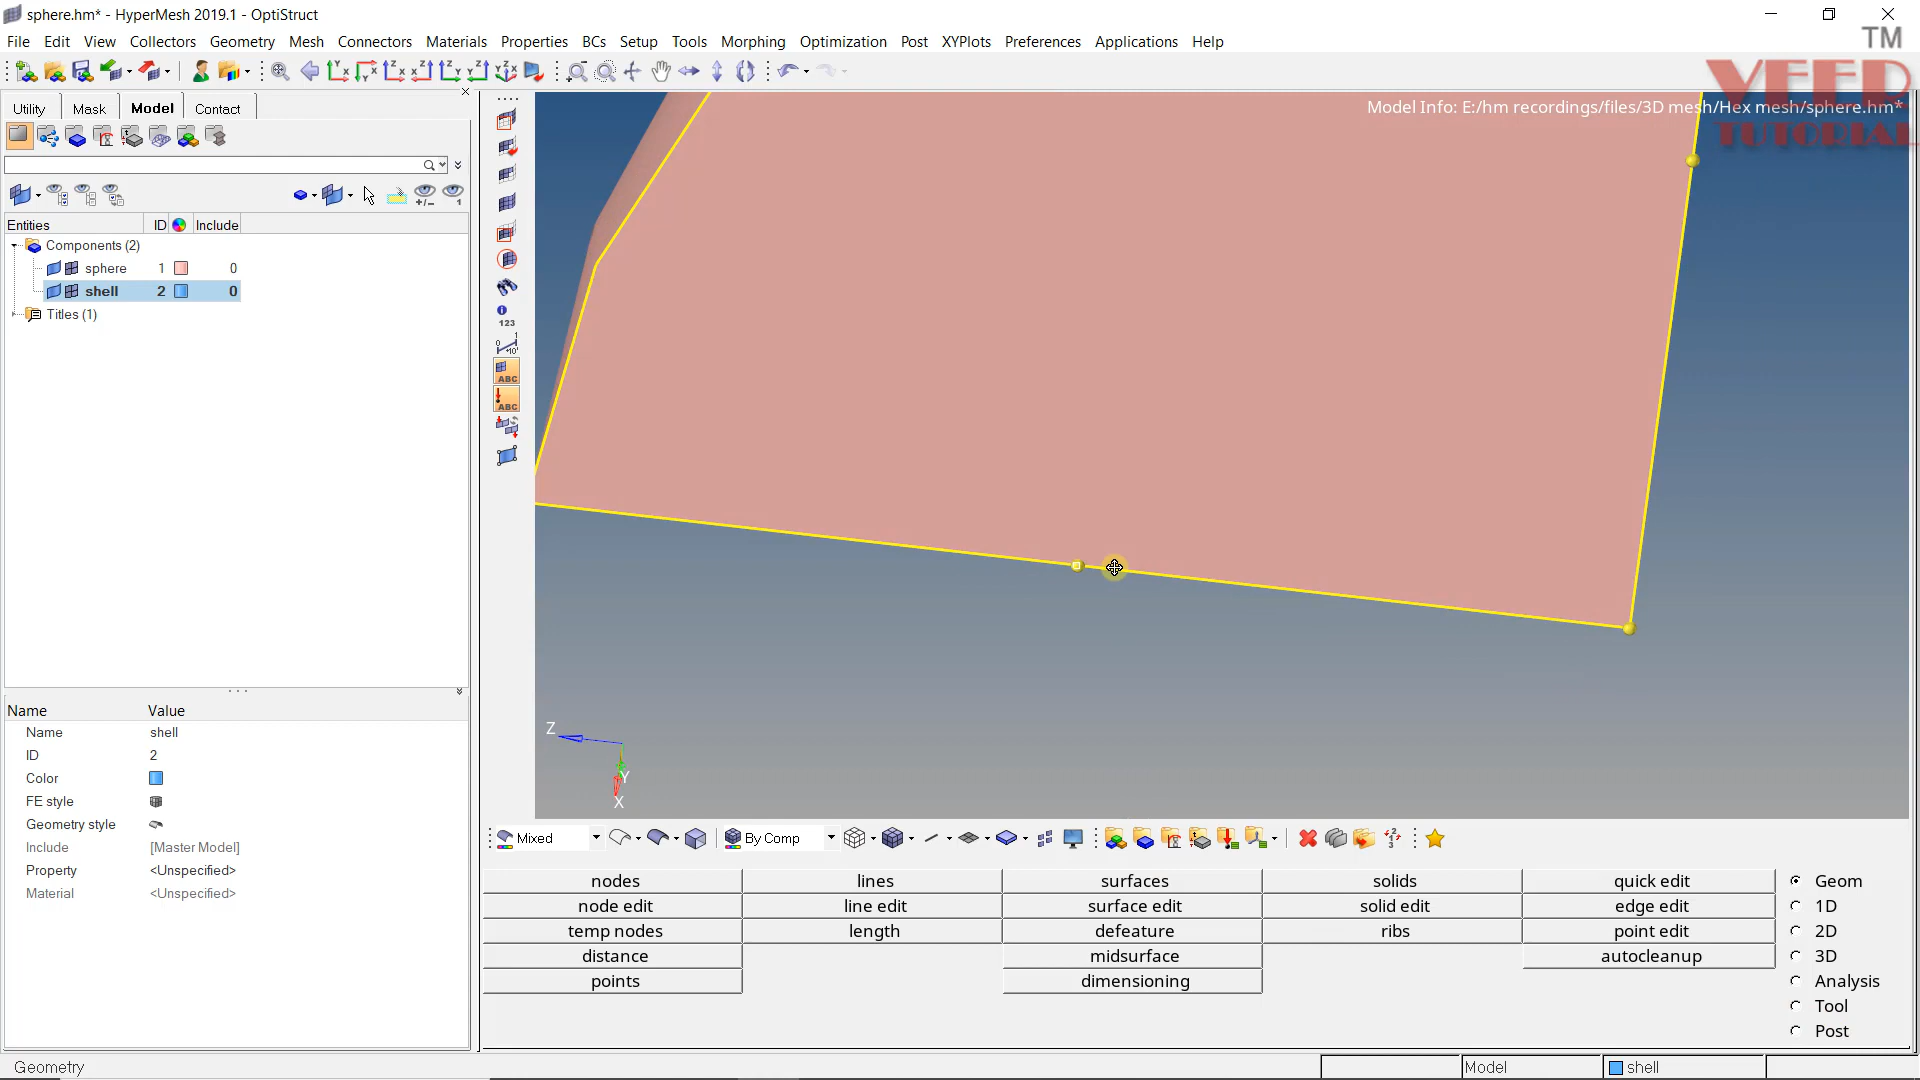 sphere.hm* - HyperMesh 2019.1 - OptiStruct
TM
File Edit View Collectors Geometry Mesh Connectors Materials Properties BCs Setup Tools Morphing Optimization Post XYPlots Preferences Applications Help
VEED
TUTORIAL
Utility Mask Model Contact
Model Info: E:/hm recordings/files/3D mesh/Hex mesh/sphere.hm*
Entities ID Include
Components (2)
sphere 1 0
shell 2 0
Titles (1)
123
ABC
ABC
Name Value
Name shell
ID 2
Color
FE style
Geometry style
Include [Master Model]
Property <Unspecified>
Material <Unspecified>
Z
Y
X
Mixed By Comp
nodes lines surfaces solids quick edit Geom
node edit line edit surface edit solid edit edge edit 1D
temp nodes length defeature ribs point edit 2D
distance midsurface autocleanup 3D
points dimensioning Analysis
Tool
Post
Geometry Model shell